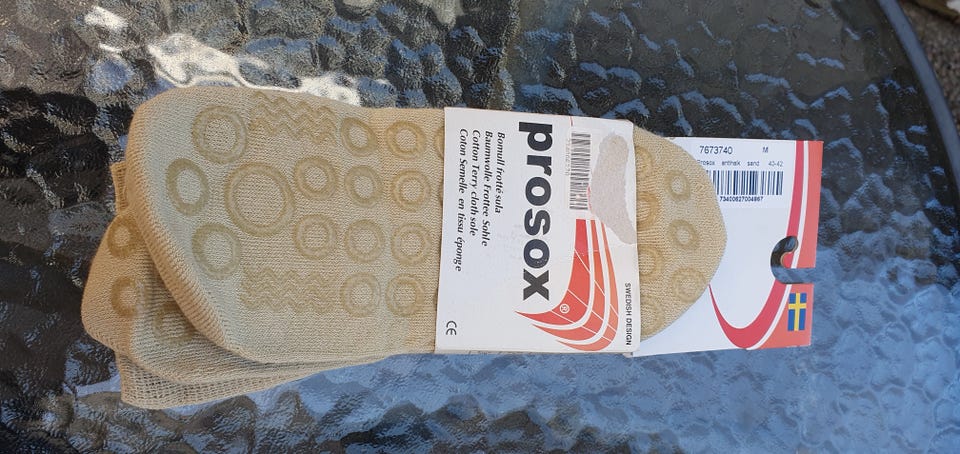 prosox
Bomull frotté sula
Baumwolle Frottee Sohle
Cotton Terry cloth sole
Coton Semelle en tissu éponge
®
SWEDISH DESIGN
CE
7673740 M
Prosox antihalk sand 40-42